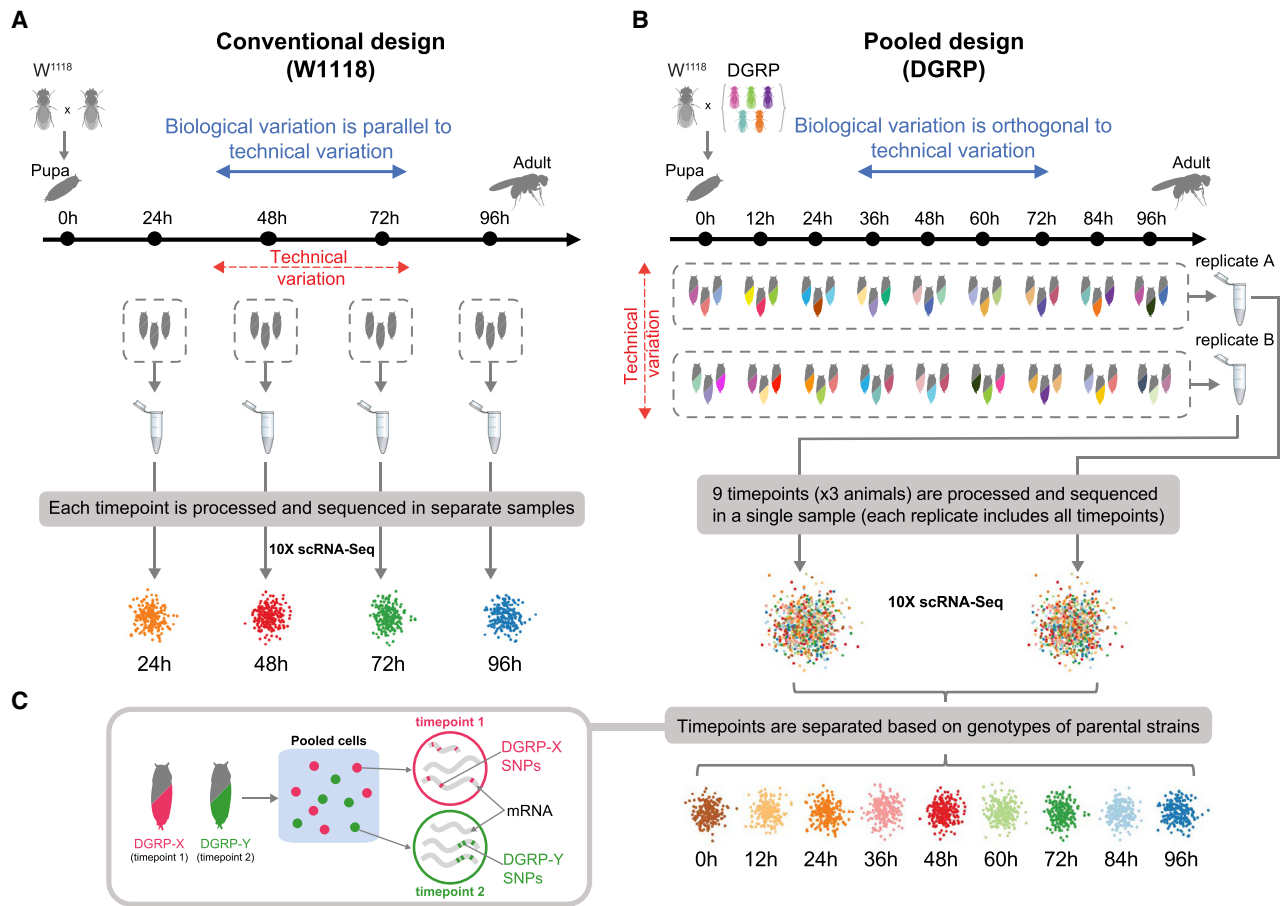 A
Conventional design
(W1118)
W1118
x
Biological variation is parallel to
technical variation
Pupa
Adult
0h
24h
48h
72h
96h
Technical
variation
Each timepoint is processed and sequenced in separate samples
10X scRNA-Seq
24h
48h
72h
96h
B
Pooled design
(DGRP)
W1118
DGRP
x
Biological variation is orthogonal to
technical variation
Pupa
Adult
0h
12h
24h
36h
48h
60h
72h
84h
96h
Technical
variation
replicate A
replicate B
9 timepoints (x3 animals) are processed and sequenced
in a single sample (each replicate includes all timepoints)
10X scRNA-Seq
Timepoints are separated based on genotypes of parental strains
0h
12h
24h
36h
48h
60h
72h
84h
96h
C
DGRP-X
(timepoint 1)
DGRP-Y
(timepoint 2)
Pooled cells
timepoint 1
DGRP-X
SNPs
mRNA
DGRP-Y
SNPs
timepoint 2